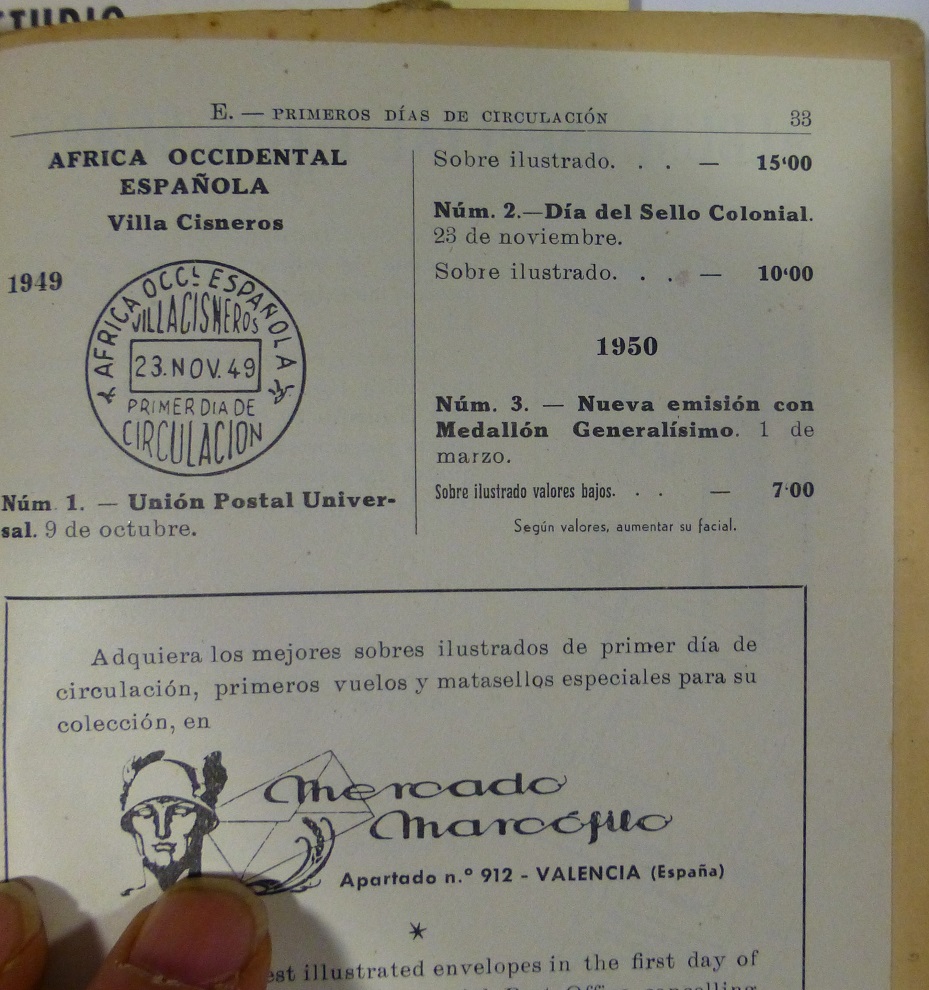 E. — PRIMEROS DÍAS DE CIRCULACIÓN 33
AFRICA OCCIDENTAL
ESPAÑOLA
Villa Cisneros
1949
AFRICA OCC.L ESPAÑOLA
VILLA CISNEROS
23.NOV.49
PRIMER DIA DE
CIRCULACION
Núm. 1. — Unión Postal Univer-
sal. 9 de octubre.
Sobre ilustrado. . . — 15'00
Núm. 2.—Día del Sello Colonial.
23 de noviembre.
Sobre ilustrado. . . — 10'00
1950
Núm. 3. — Nueva emisión con
Medallón Generalísimo. 1 de
marzo.
Sobre ilustrado valores bajos. . . — 7'00
Según valores, aumentar su facial.
Adquiera los mejores sobres ilustrados de primer día de
circulación, primeros vuelos y matasellos especiales para su
colección, en
Mercado
Marcófilo
Apartado n.º 912 - VALENCIA (España)
illustrated envelopes in the first day of